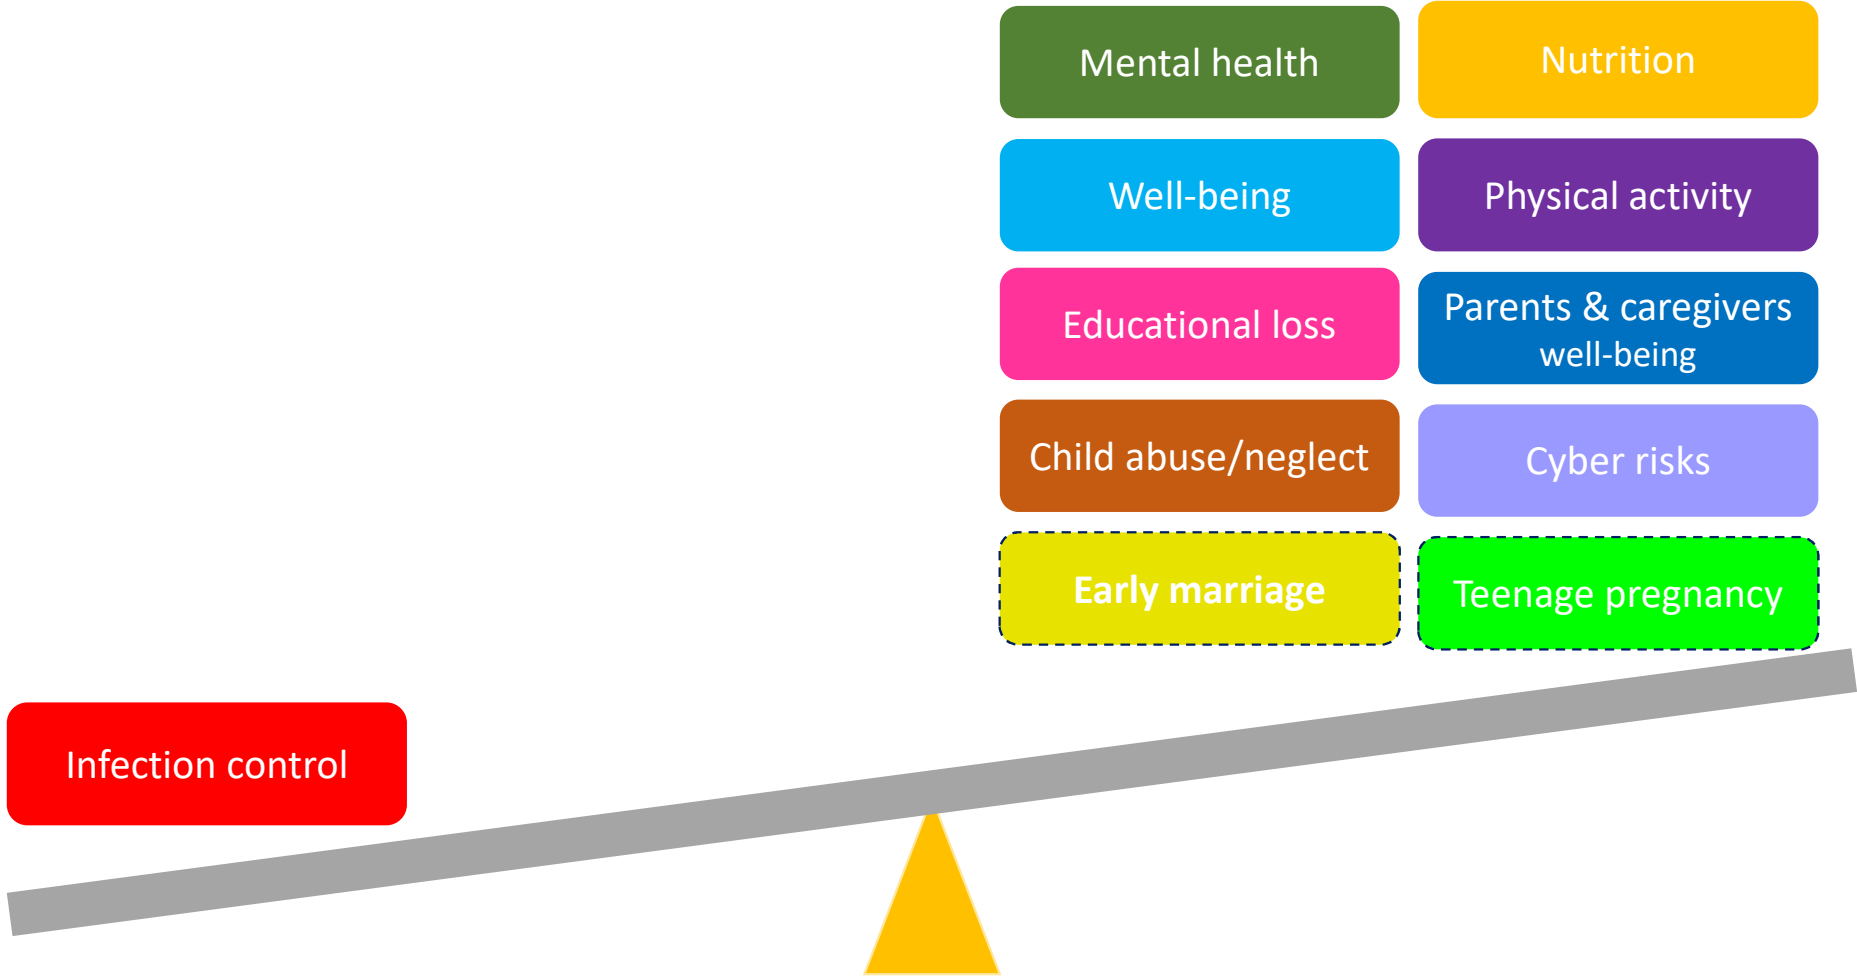 Mental health
Nutrition
Well-being
Physical activity
Educational loss
Parents & caregivers
well-being
Child abuse/neglect
Cyber risks
Early marriage
Teenage pregnancy
Infection control